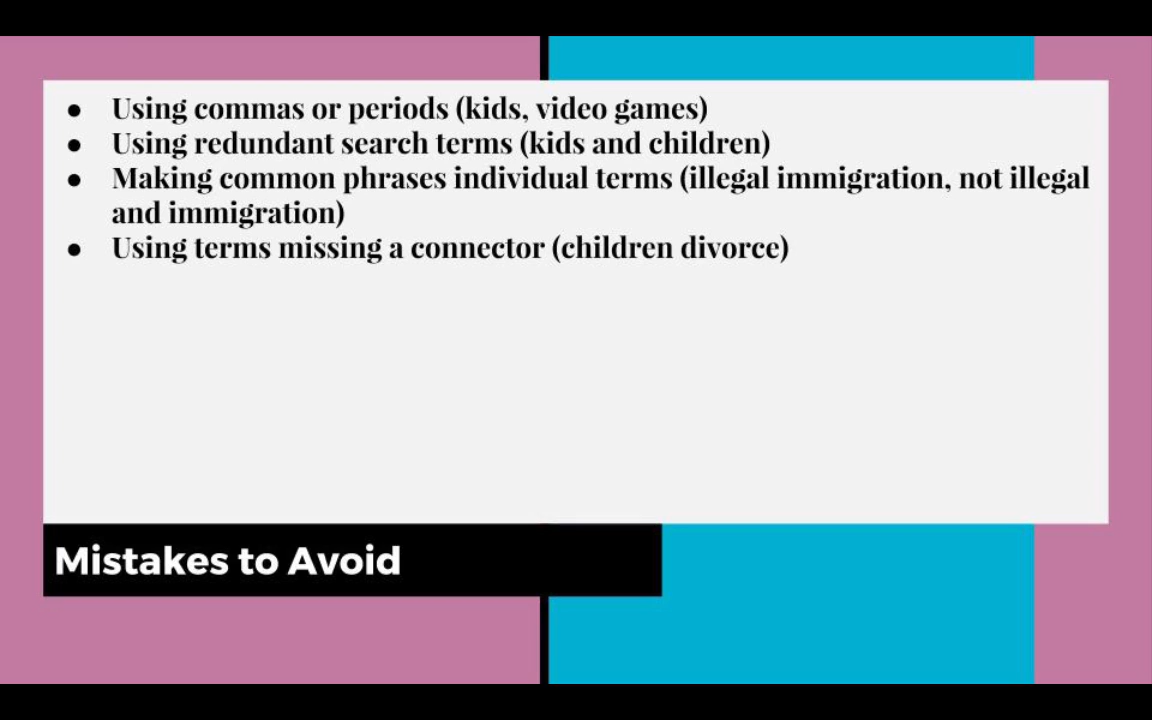 ● Using commas or periods (kids, video games)
● Using redundant search terms (kids and children)
● Making common phrases individual terms (illegal immigration, not illegal
and immigration)
● Using terms missing a connector (children divorce)
Mistakes to Avoid